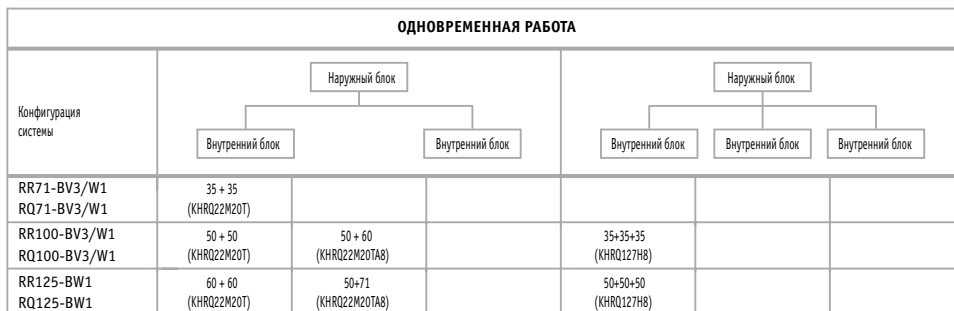 ОДНОВРЕМЕННАЯ РАБОТА
Конфигурация
системы
Наружный блок
Внутренний блок
Внутренний блок
Наружный блок
Внутренний блок
Внутренний блок
Внутренний блок
RR71-BV3/W1
RQ71-BV3/W1
35 + 35
(KHRQ22M20T)
RR100-BV3/W1
RQ100-BV3/W1
50 + 50
(KHRQ22M20T)
50 + 60
(KHRQ22M20TA8)
35+35+35
(KHRQ127H8)
RR125-BW1
RQ125-BW1
60 + 60
(KHRQ22M20T)
50+71
(KHRQ22M20TA8)
50+50+50
(KHRQ127H8)